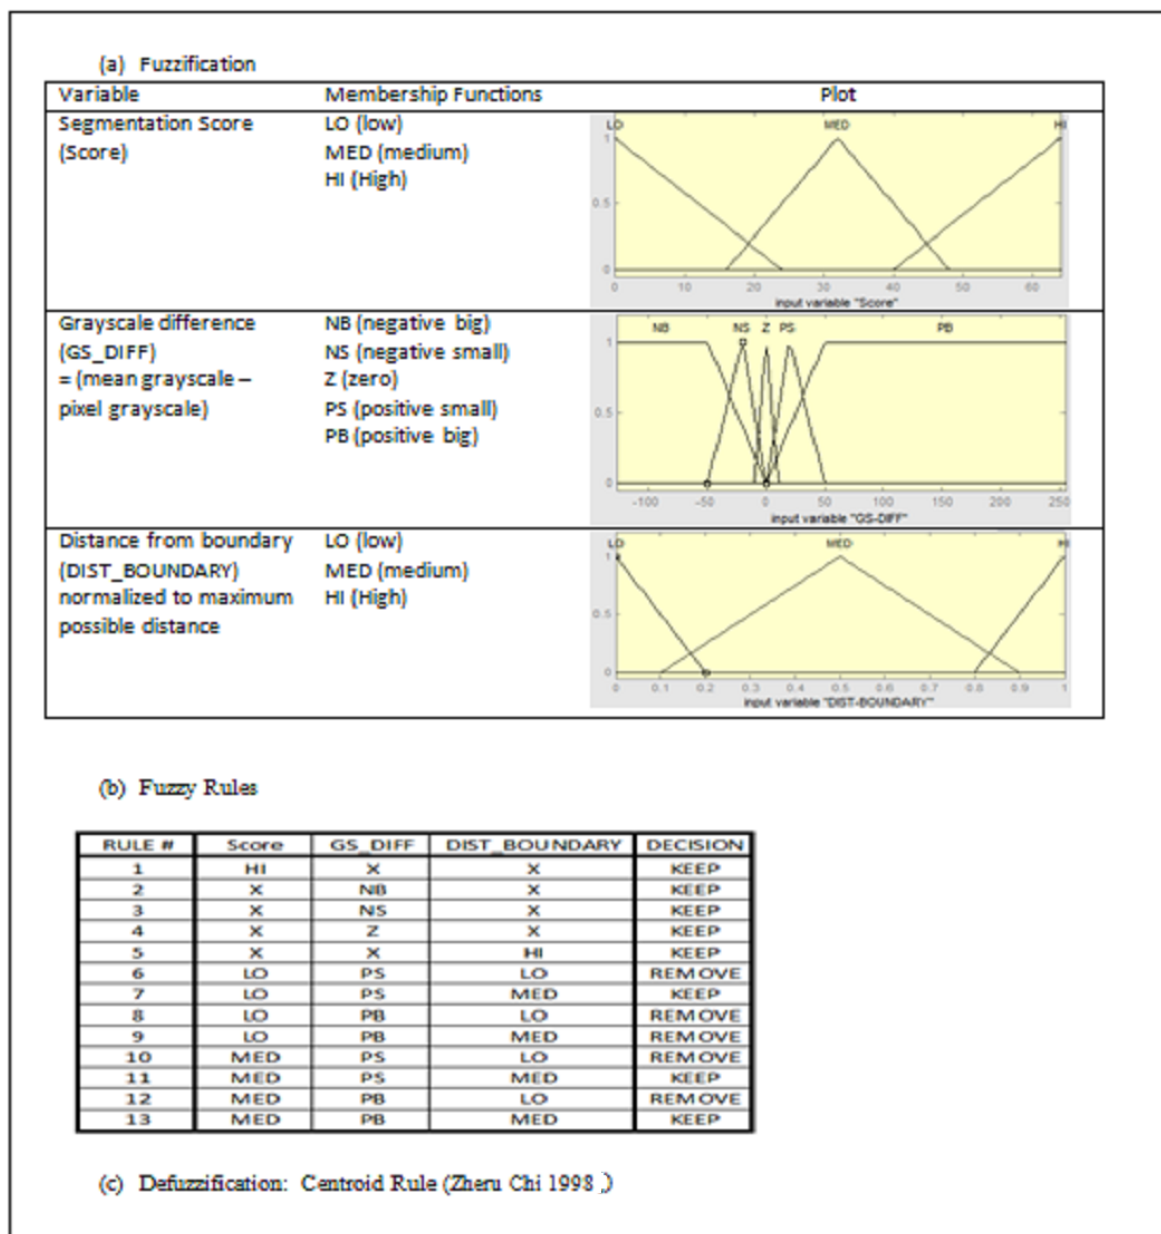 (a) Fuzzification
Variable Membership Functions Plot
Segmentation Score
(Score)
LO (low)
MED (medium)
HI (High)
LO MED HI
1
0.5
0
0 10 20 30 40 50 60
input variable "Score"
Grayscale difference
(GS_DIFF)
= (mean grayscale –
pixel grayscale)
NB (negative big)
NS (negative small)
Z (zero)
PS (positive small)
PB (positive big)
NB NS Z PS PB
1
0.5
0
-100 -50 0 50 100 150 200 250
input variable "GS-DIFF"
Distance from boundary
(DIST_BOUNDARY)
normalized to maximum
possible distance
LO (low)
MED (medium)
HI (High)
LO MED HI
1
0.5
0
0 0.1 0.2 0.3 0.4 0.5 0.6 0.7 0.8 0.9 1
input variable "DIST-BOUNDARY"
(b) Fuzzy Rules
RULE # Score GS_DIFF DIST_BOUNDARY DECISION
1 HI X X KEEP
2 X NB X KEEP
3 X NS X KEEP
4 X Z X KEEP
5 X X HI KEEP
6 LO PS LO REMOVE
7 LO PS MED KEEP
8 LO PB LO REMOVE
9 LO PB MED REMOVE
10 MED PS LO REMOVE
11 MED PS MED KEEP
12 MED PB LO REMOVE
13 MED PB MED KEEP
(c) Defuzzification: Centroid Rule (Zheru Chi 1998 ,)